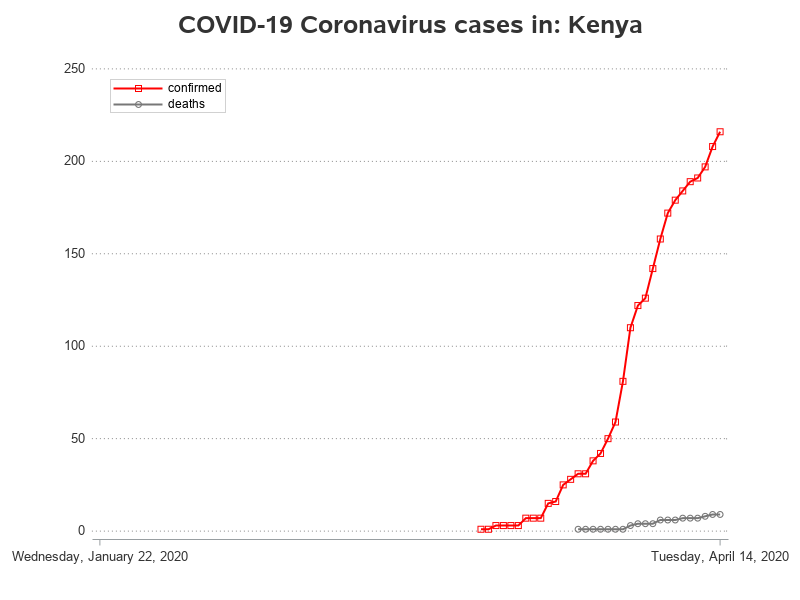 COVID-19 Coronavirus cases in: Kenya
250
confirmed
deaths
200
150
100
50
0
Wednesday, January 22, 2020
Tuesday, April 14, 2020